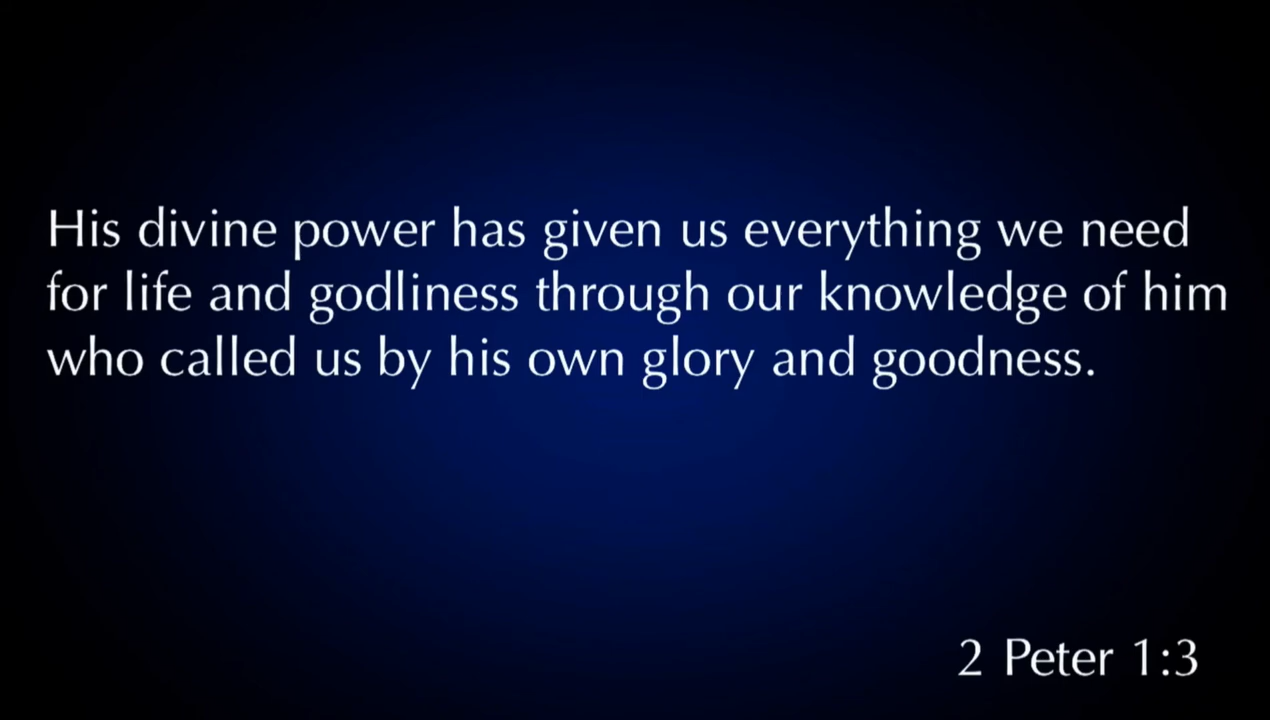 His divine power has given us everything we need
for life and godliness through our knowledge of him
who called us by his own glory and goodness.
2 Peter 1:3